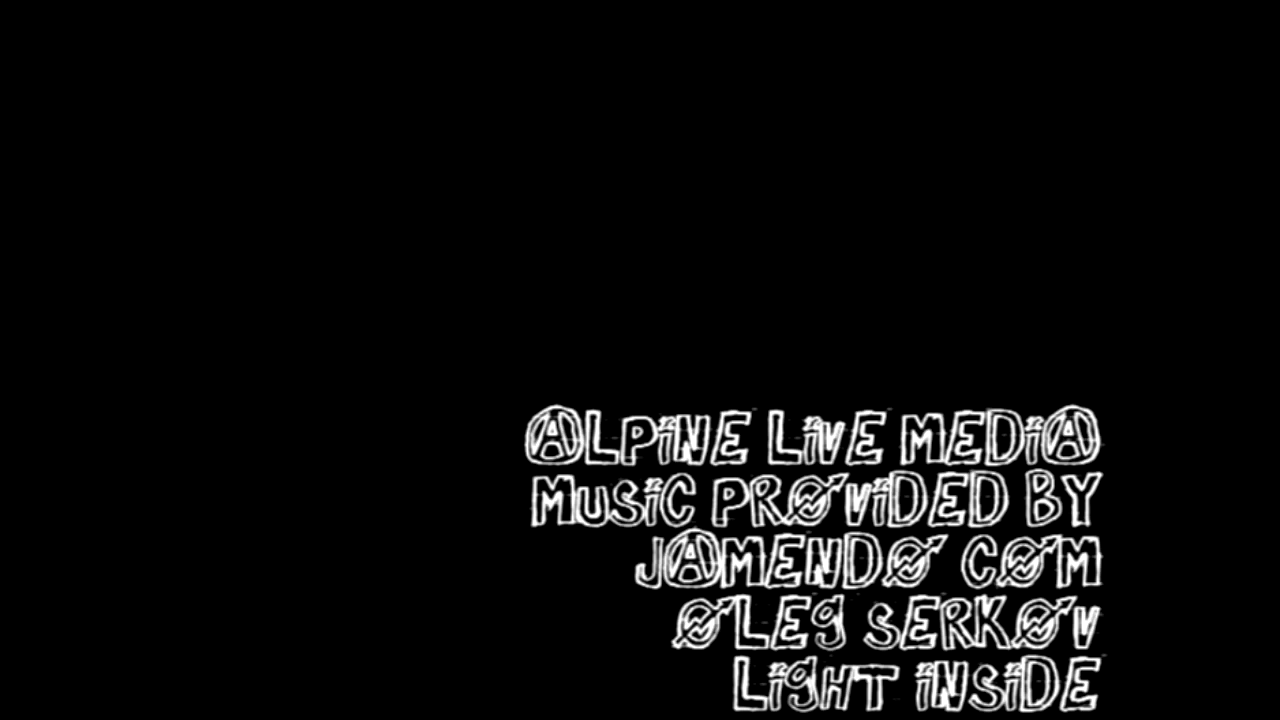 ALPiNE LiVE MEDiA
MUSiC PROViDED BY
JAMENDO COM
OLEg SERKOV
LigHT iNSiDE